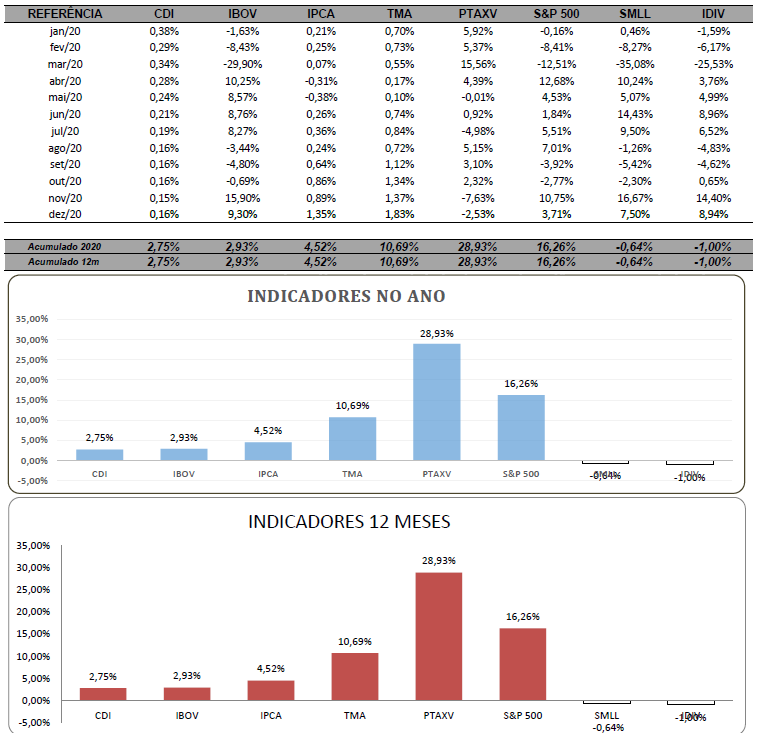 REFERÊNCIA CDI IBOV IPCA TMA PTAXV S&P 500 SMLL IDIV
jan/20 0,38% -1,63% 0,21% 0,70% 5,92% -0,16% 0,46% -1,59%
fev/20 0,29% -8,43% 0,25% 0,73% 5,37% -8,41% -8,27% -6,17%
mar/20 0,34% -29,90% 0,07% 0,55% 15,56% -12,51% -35,08% -25,53%
abr/20 0,28% 10,25% -0,31% 0,17% 4,39% 12,68% 10,24% 3,76%
mai/20 0,24% 8,57% -0,38% 0,10% -0,01% 4,53% 5,07% 4,99%
jun/20 0,21% 8,76% 0,26% 0,74% 0,92% 1,84% 14,43% 8,96%
jul/20 0,19% 8,27% 0,36% 0,84% -4,98% 5,51% 9,50% 6,52%
ago/20 0,16% -3,44% 0,24% 0,72% 5,15% 7,01% -1,26% -4,83%
set/20 0,16% -4,80% 0,64% 1,12% 3,10% -3,92% -5,42% -4,62%
out/20 0,16% -0,69% 0,86% 1,34% 2,32% -2,77% -2,30% 0,65%
nov/20 0,15% 15,90% 0,89% 1,37% -7,63% 10,75% 16,67% 14,40%
dez/20 0,16% 9,30% 1,35% 1,83% -2,53% 3,71% 7,50% 8,94%
Acumulado 2020 2,75% 2,93% 4,52% 10,69% 28,93% 16,26% -0,64% -1,00%
Acumulado 12m 2,75% 2,93% 4,52% 10,69% 28,93% 16,26% -0,64% -1,00%
INDICADORES NO ANO
35,00%
30,00%
25,00%
20,00%
15,00%
10,00%
5,00%
0,00%
-5,00%
2,75% 2,93% 4,52% 10,69% 28,93% 16,26% -0,64% -1,00%
CDI IBOV IPCA TMA PTAXV S&P 500 SMLL IDIV
INDICADORES 12 MESES
35,00%
30,00%
25,00%
20,00%
15,00%
10,00%
5,00%
0,00%
-5,00%
2,75% 2,93% 4,52% 10,69% 28,93% 16,26% -0,64% -1,00%
CDI IBOV IPCA TMA PTAXV S&P 500 SMLL IDIV